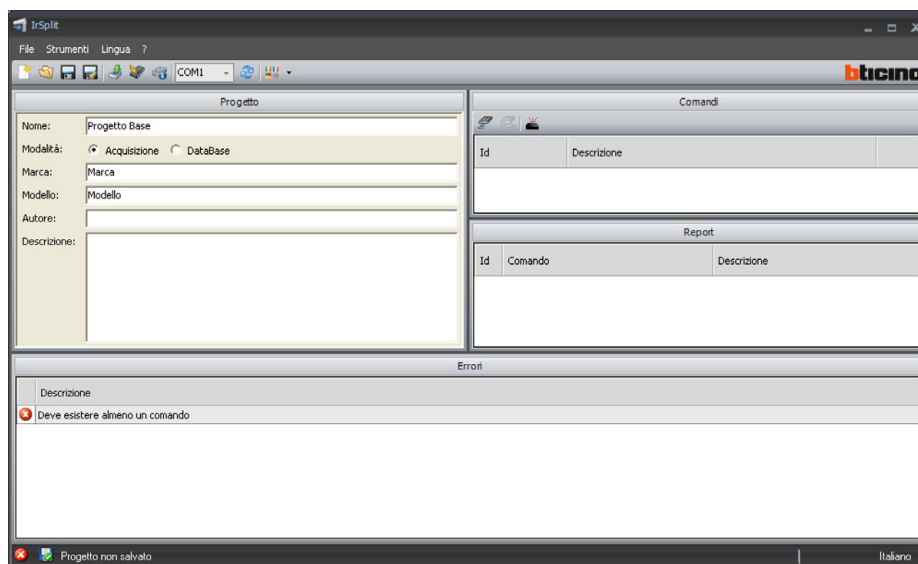 IrSplit
File Strumenti Lingua ?
COM1
bticino
Progetto
Nome: Progetto Base
Modalità: Acquisizione DataBase
Marca: Marca
Modello: Modello
Autore:
Descrizione:
Comandi
Id Descrizione
Report
Id Comando Descrizione
Errori
Descrizione
Deve esistere almeno un comando
Progetto non salvato Italiano